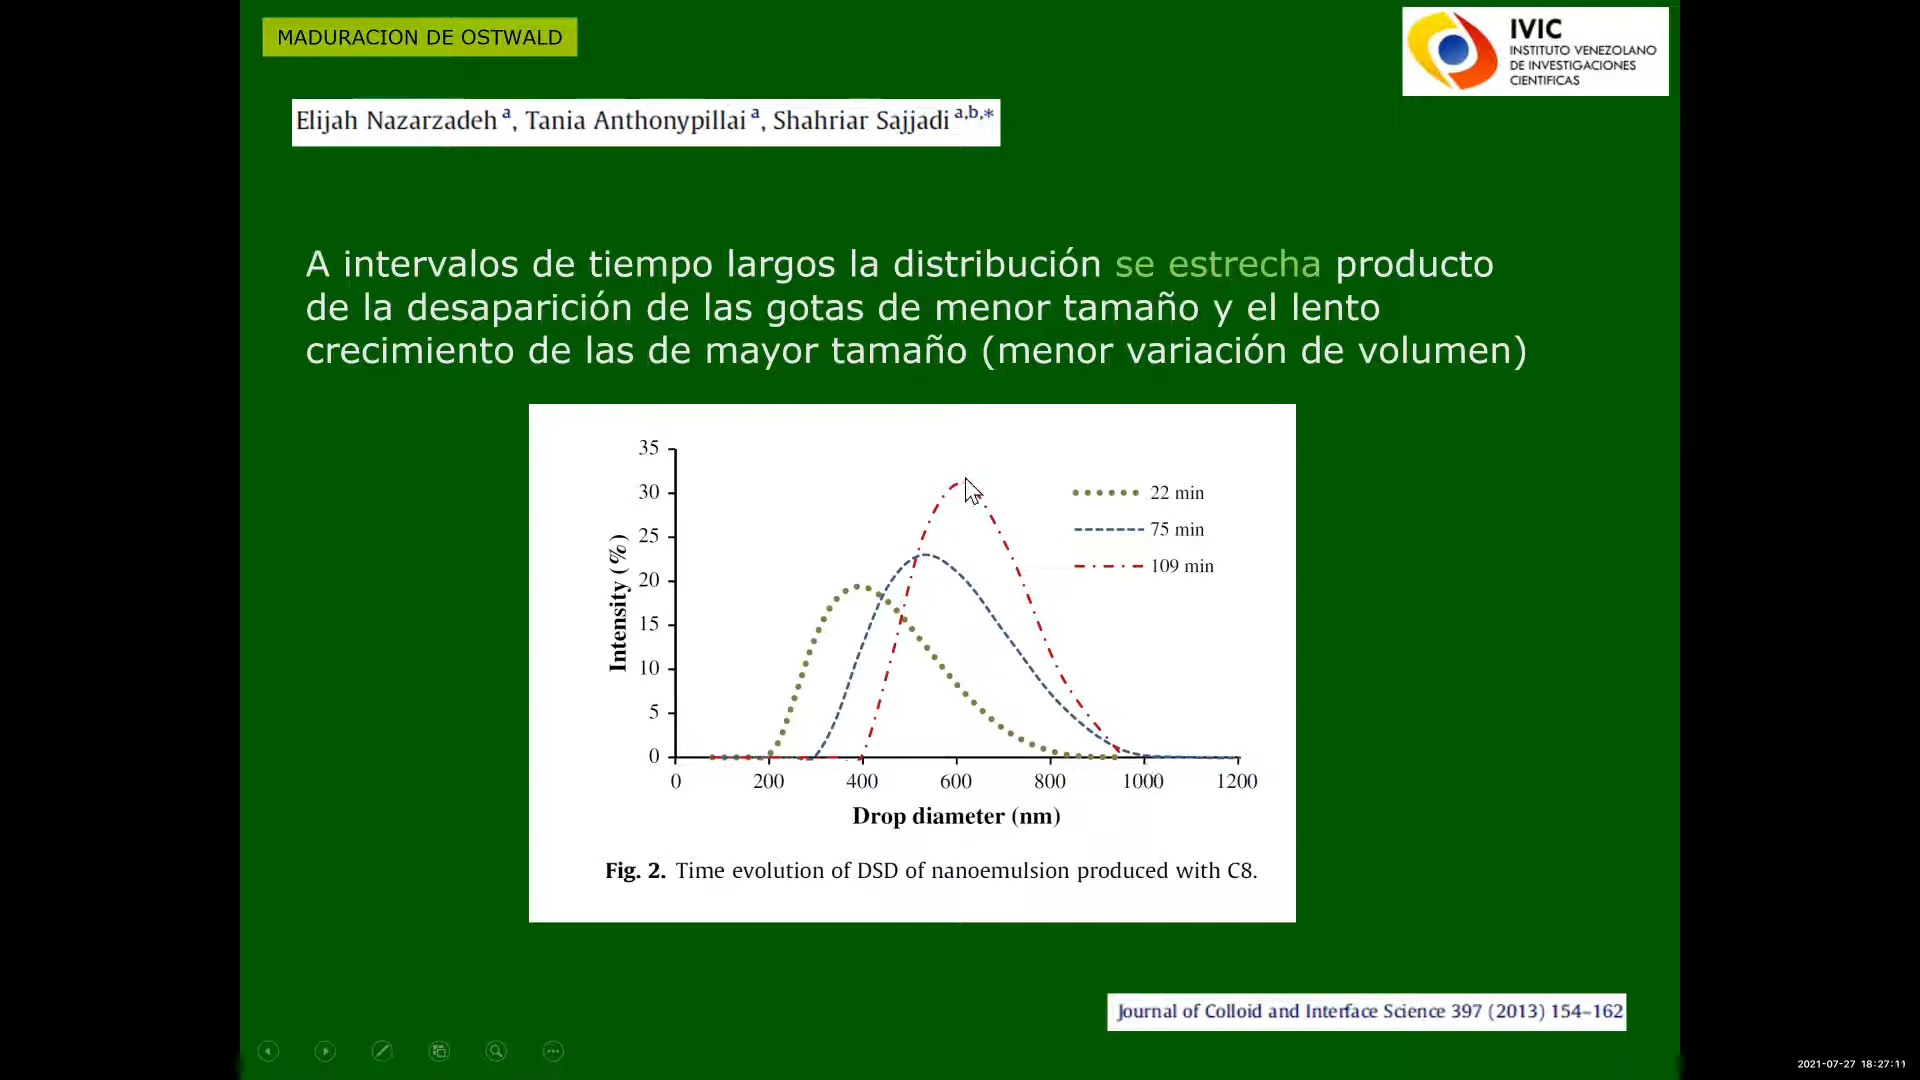 MADURACION DE OSTWALD
IVIC
INSTITUTO VENEZOLANO
DE INVESTIGACIONES
CIENTIFICAS
Elijah Nazarzadeh a, Tania Anthonypillai a, Shahriar Sajjadi a,b,*
A intervalos de tiempo largos la distribución se estrecha producto
de la desaparición de las gotas de menor tamaño y el lento
crecimiento de las de mayor tamaño (menor variación de volumen)
35
30
25
20
15
10
5
0
Intensity (%)
22 min
75 min
109 min
0 200 400 600 800 1000 1200
Drop diameter (nm)
Fig. 2. Time evolution of DSD of nanoemulsion produced with C8.
Journal of Colloid and Interface Science 397 (2013) 154–162
2021-07-27 18:27:11